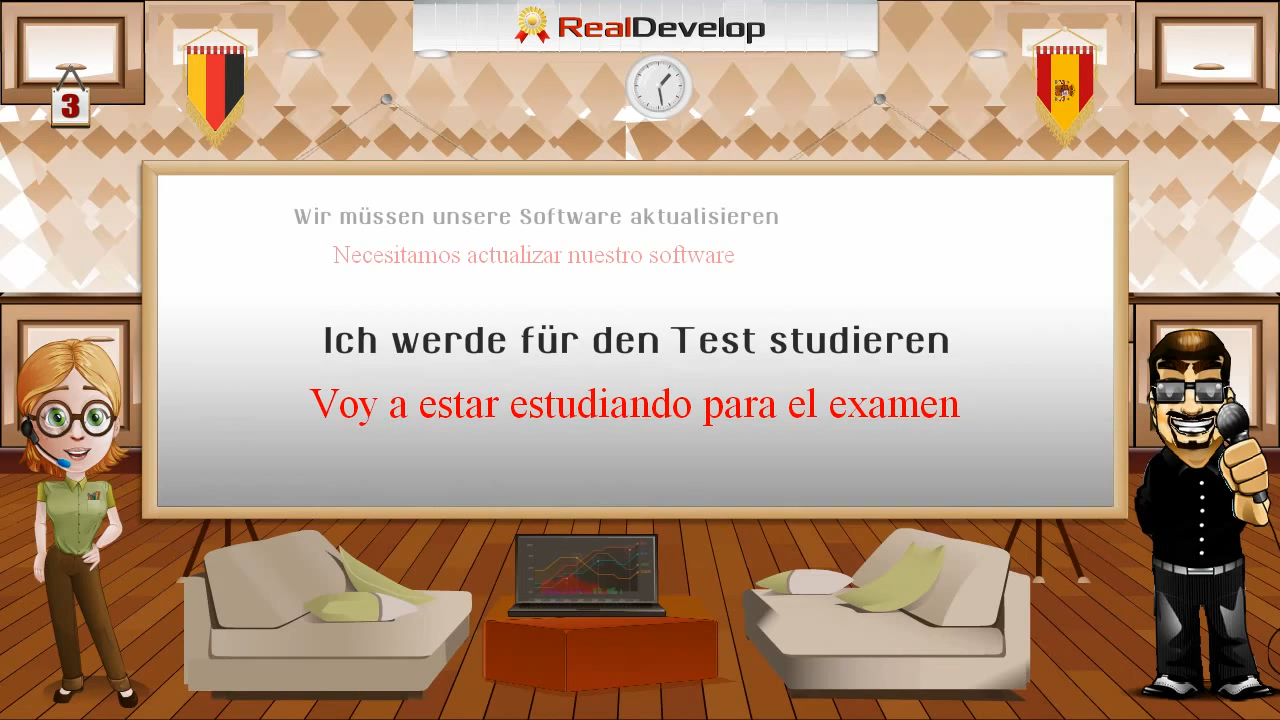 RealDevelop
3
Wir müssen unsere Software aktualisieren
Necesitamos actualizar nuestro software
Ich werde für den Test studieren
Voy a estar estudiando para el examen